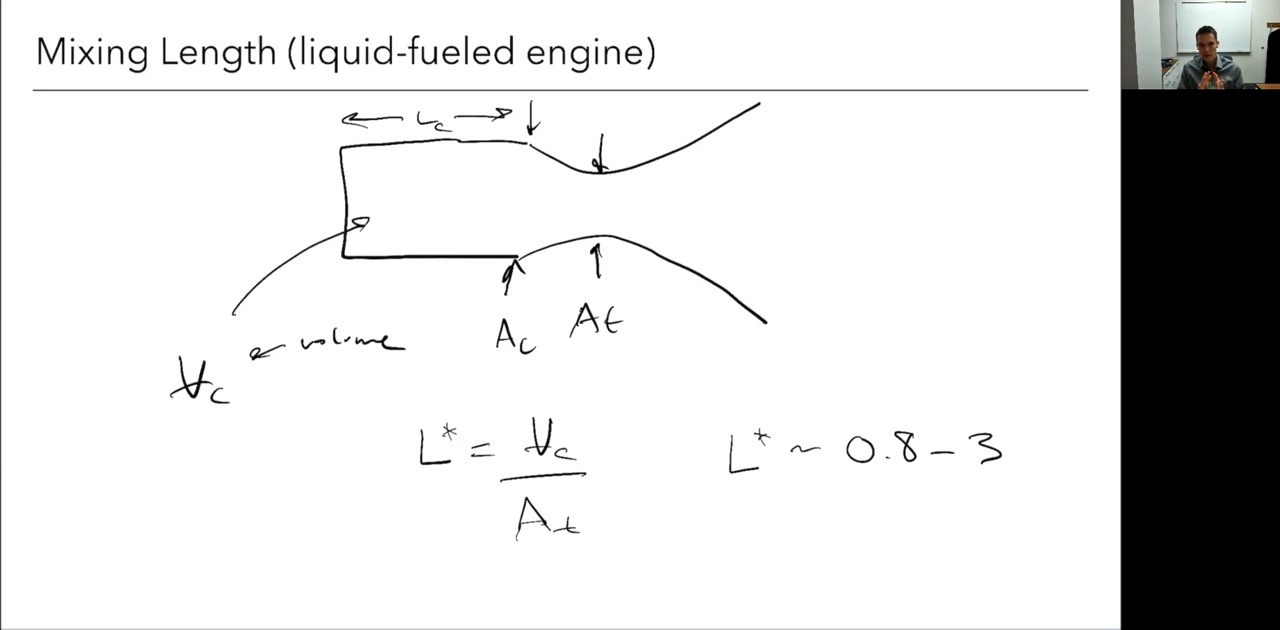 Mixing Length (liquid-fueled engine)
Lc
Ac At
Vc ← volume
L* = Vc / At
L* ~ 0.8 - 3